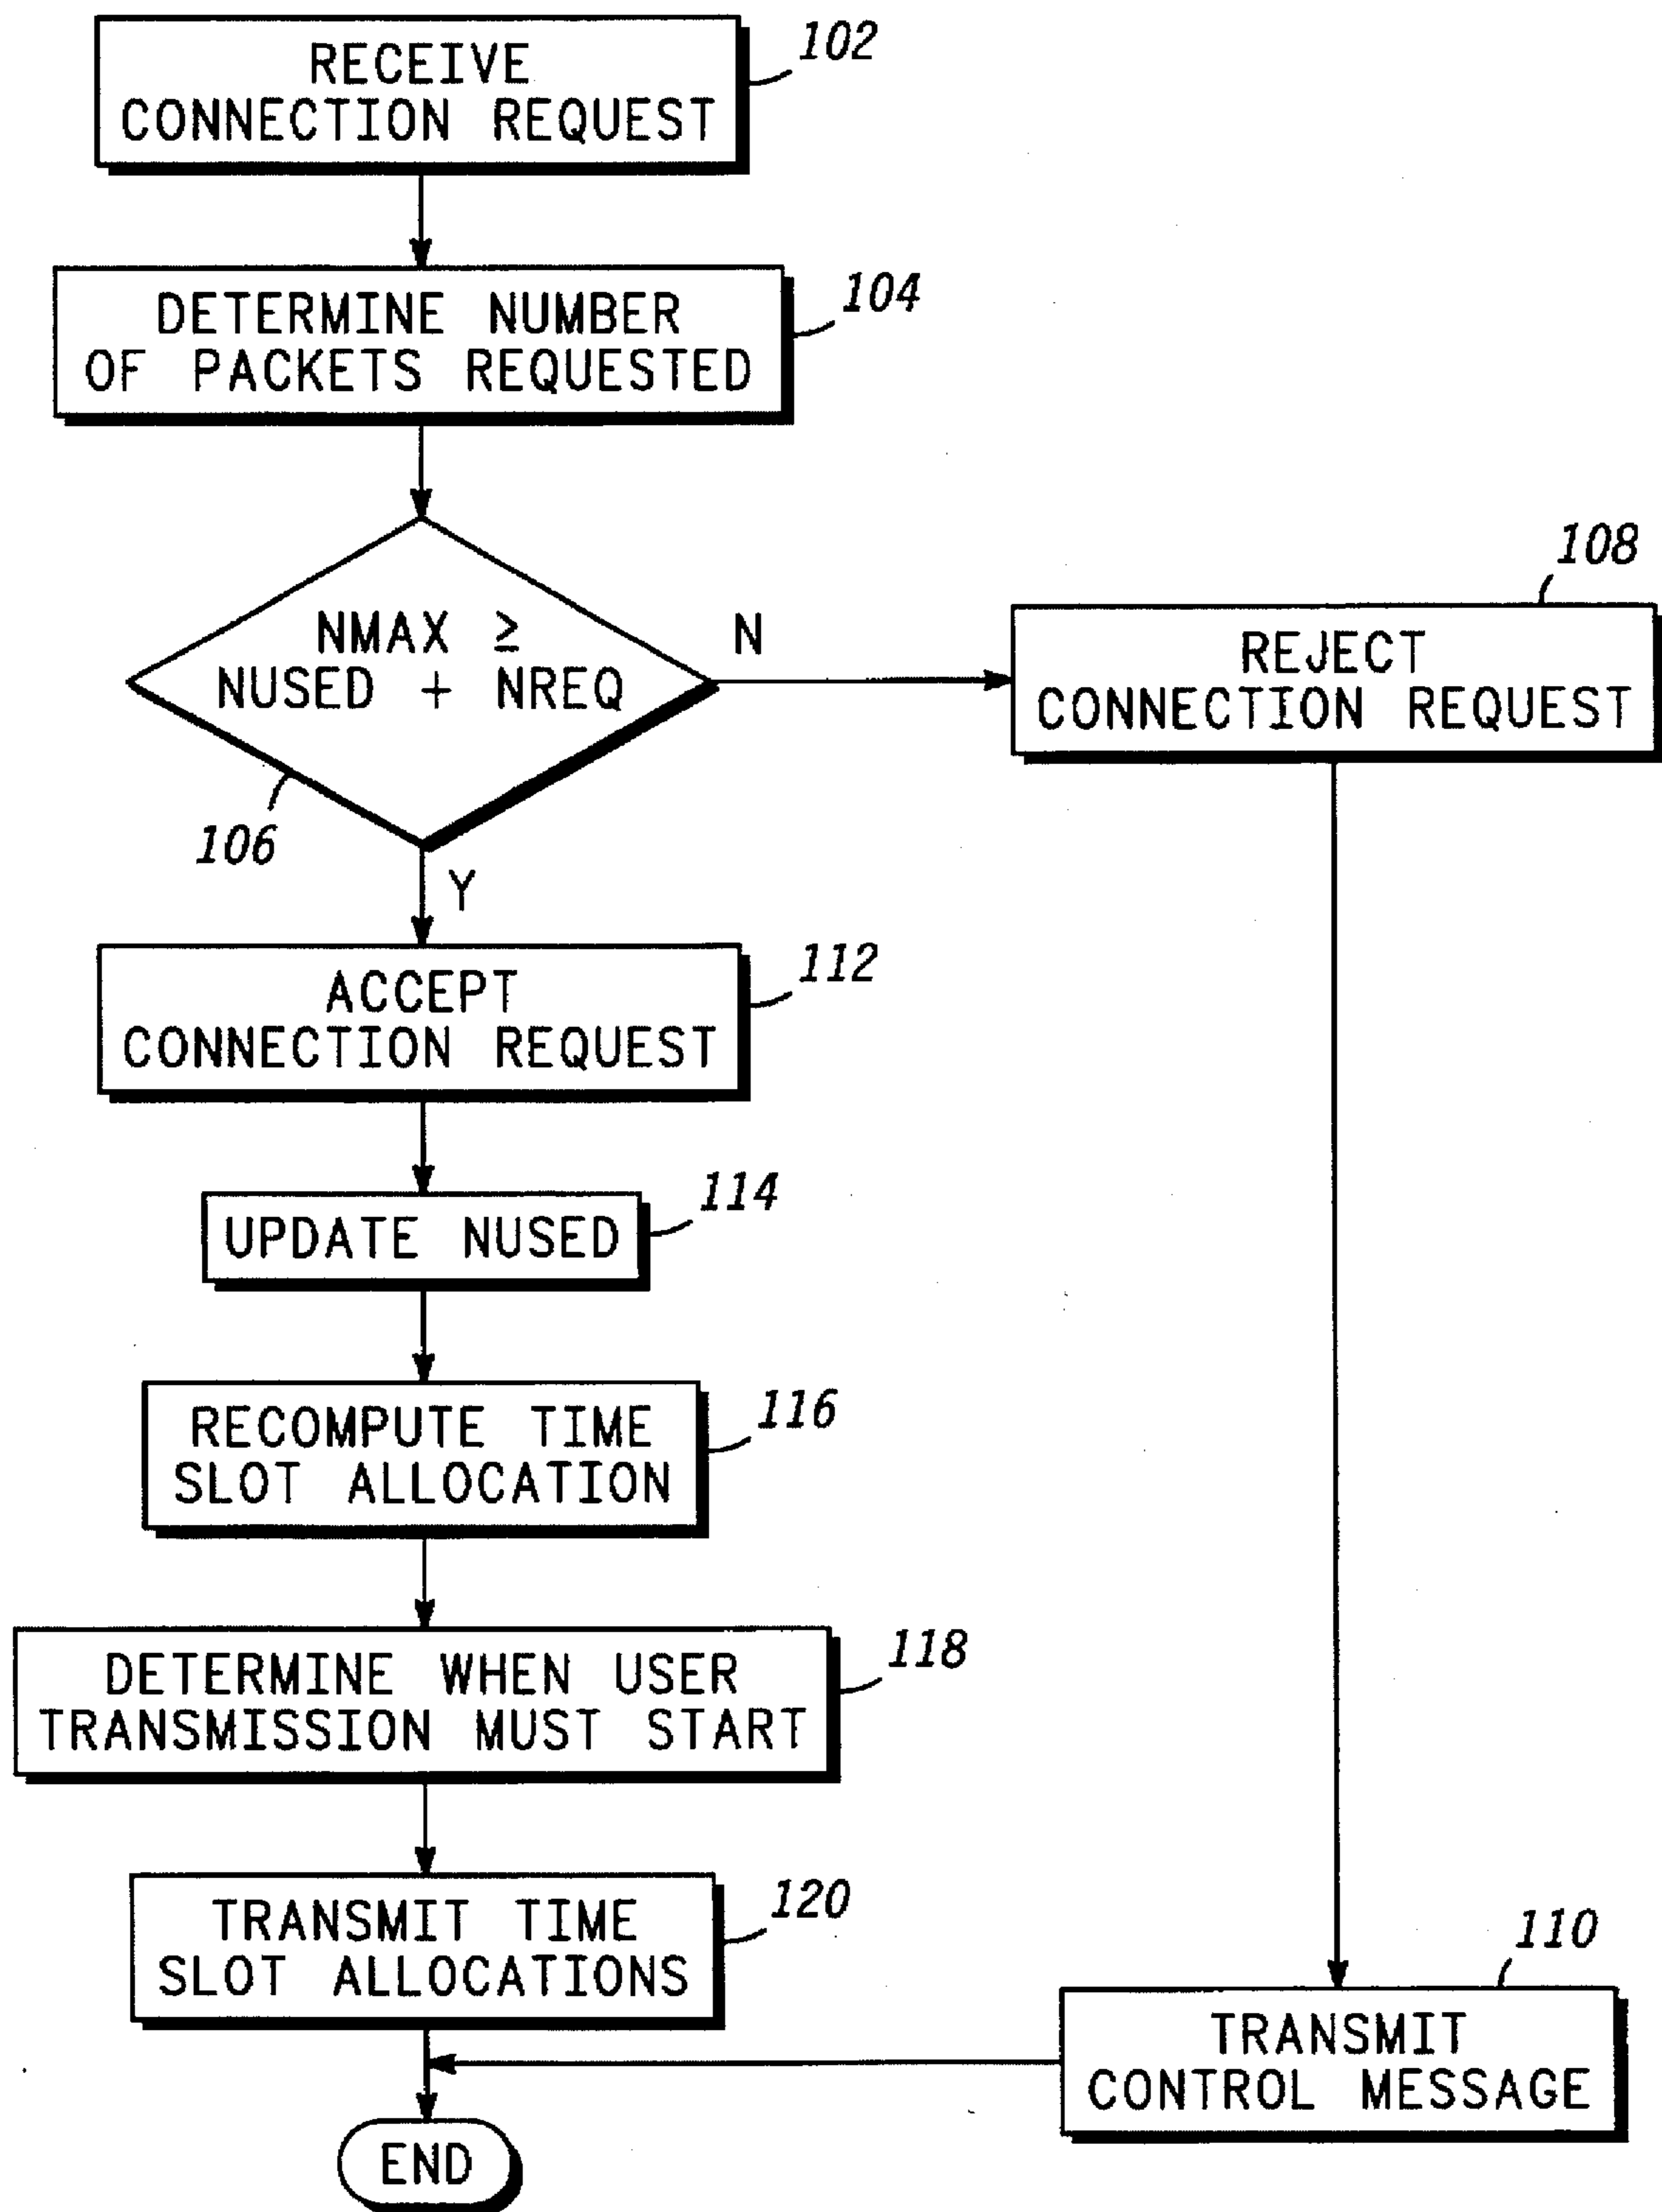 RECEIVE
CONNECTION REQUEST
102
DETERMINE NUMBER
OF PACKETS REQUESTED
104
NMAX ≥
NUSED + NREQ
106
N
Y
REJECT
CONNECTION REQUEST
108
ACCEPT
CONNECTION REQUEST
112
UPDATE NUSED
114
RECOMPUTE TIME
SLOT ALLOCATION
116
DETERMINE WHEN USER
TRANSMISSION MUST START
118
TRANSMIT TIME
SLOT ALLOCATIONS
120
TRANSMIT
CONTROL MESSAGE
110
END